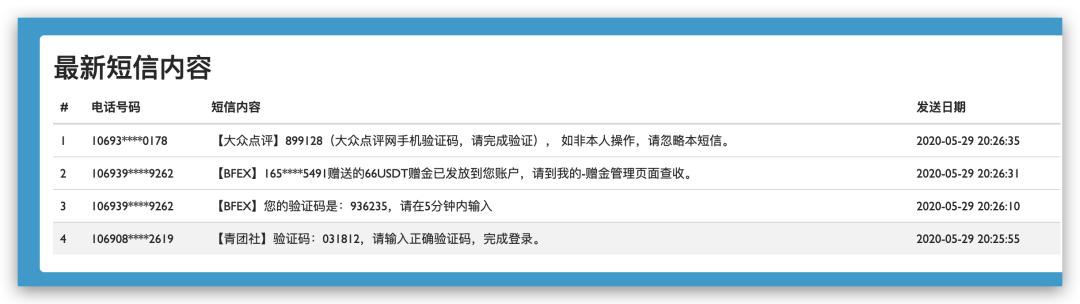 最新短信内容
# 电话号码 短信内容 发送日期
1 10693****0178 【大众点评】899128（大众点评网手机验证码，请完成验证），如非本人操作，请忽略本短信。 2020-05-29 20:26:35
2 106939****9262 【BFEX】165****5491赠送的66USDT赠金已发放到您账户，请到我的-赠金管理页面查收。 2020-05-29 20:26:31
3 106939****9262 【BFEX】您的验证码是：936235，请在5分钟内输入 2020-05-29 20:26:10
4 106908****2619 【青团社】验证码：031812，请输入正确验证码，完成登录。 2020-05-29 20:25:55